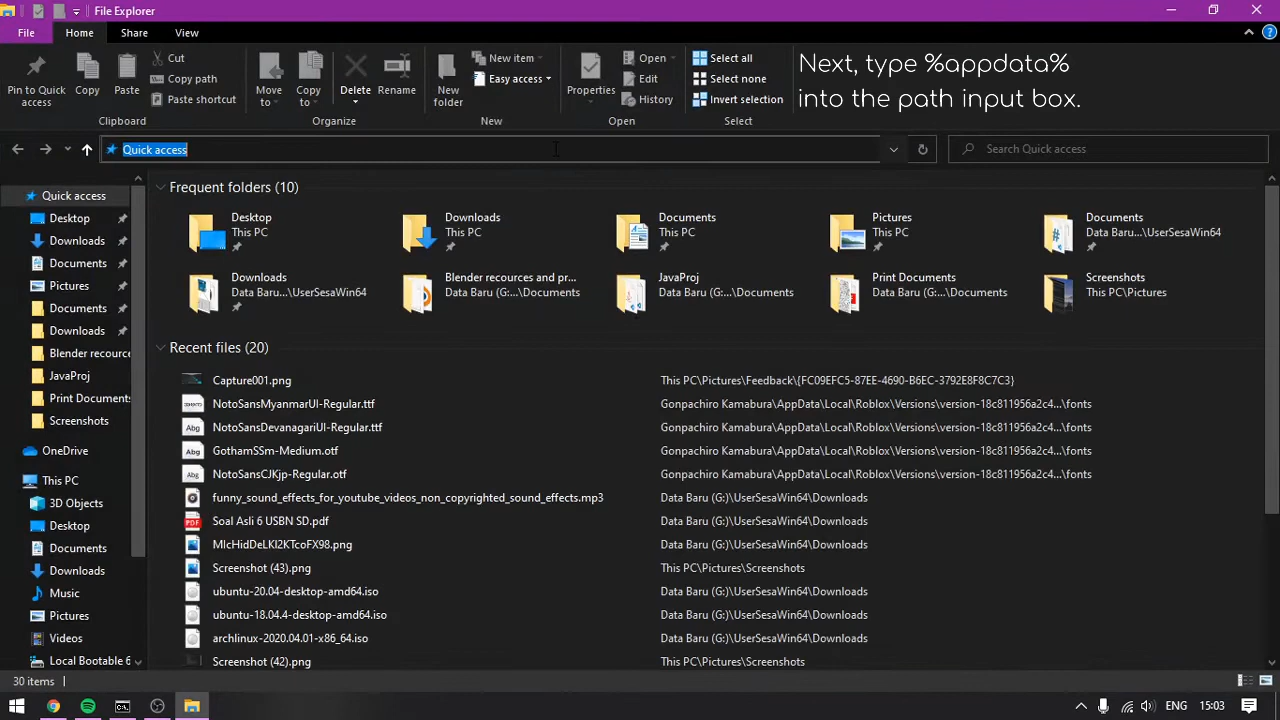 File Explorer
File
Home
Share
View
Pin to Quick access
Copy
Paste
Cut
Copy path
Paste shortcut
Clipboard
Move to
Copy to
Delete
Rename
Organize
New folder
New item
Easy access
New
Properties
Open
Edit
History
Open
Select all
Select none
Invert selection
Select
Next, type %appdata%
into the path input box.
Quick access
Search Quick access
Quick access
Desktop
Downloads
Documents
Pictures
Documents
Downloads
Blender resource
JavaProj
Print Documents
Screenshots
OneDrive
This PC
3D Objects
Desktop
Documents
Downloads
Music
Pictures
Videos
Local Bootable 6
Frequent folders (10)
Desktop
This PC
Downloads
This PC
Documents
This PC
Pictures
This PC
Documents
Data Baru...\UserSesaWin64
Downloads
Data Baru...\UserSesaWin64
Blender recources and pr...
Data Baru (G:...\Documents
JavaProj
Data Baru (G:...\Documents
Print Documents
Data Baru (G:...\Documents
Screenshots
This PC\Pictures
Recent files (20)
Capture001.png This PC\Pictures\Feedback\{FC09EFC5-87EE-4690-B6EC-3792E8F8C7C3}
NotoSansMyanmarUI-Regular.ttf Gonpachiro Kamabura\AppData\Local\Roblox\Versions\version-18c811956a2c4...\fonts
NotoSansDevanagariUI-Regular.ttf Gonpachiro Kamabura\AppData\Local\Roblox\Versions\version-18c811956a2c4...\fonts
GothamSSm-Medium.otf Gonpachiro Kamabura\AppData\Local\Roblox\Versions\version-18c811956a2c4...\fonts
NotoSansCJKjp-Regular.otf Gonpachiro Kamabura\AppData\Local\Roblox\Versions\version-18c811956a2c4...\fonts
funny_sound_effects_for_youtube_videos_non_copyrighted_sound_effects.mp3 Data Baru (G:)\UserSesaWin64\Downloads
Soal Asli 6 USBN SD.pdf Data Baru (G:)\UserSesaWin64\Downloads
MlcHidDeLKI2KTcoFX98.png Data Baru (G:)\UserSesaWin64\Downloads
Screenshot (43).png This PC\Pictures\Screenshots
ubuntu-20.04-desktop-amd64.iso Data Baru (G:)\UserSesaWin64\Downloads
ubuntu-18.04.4-desktop-amd64.iso Data Baru (G:)\UserSesaWin64\Downloads
archlinux-2020.04.01-x86_64.iso Data Baru (G:)\UserSesaWin64\Downloads
Screenshot (42).png This PC\Pictures\Screenshots
30 items
15:03